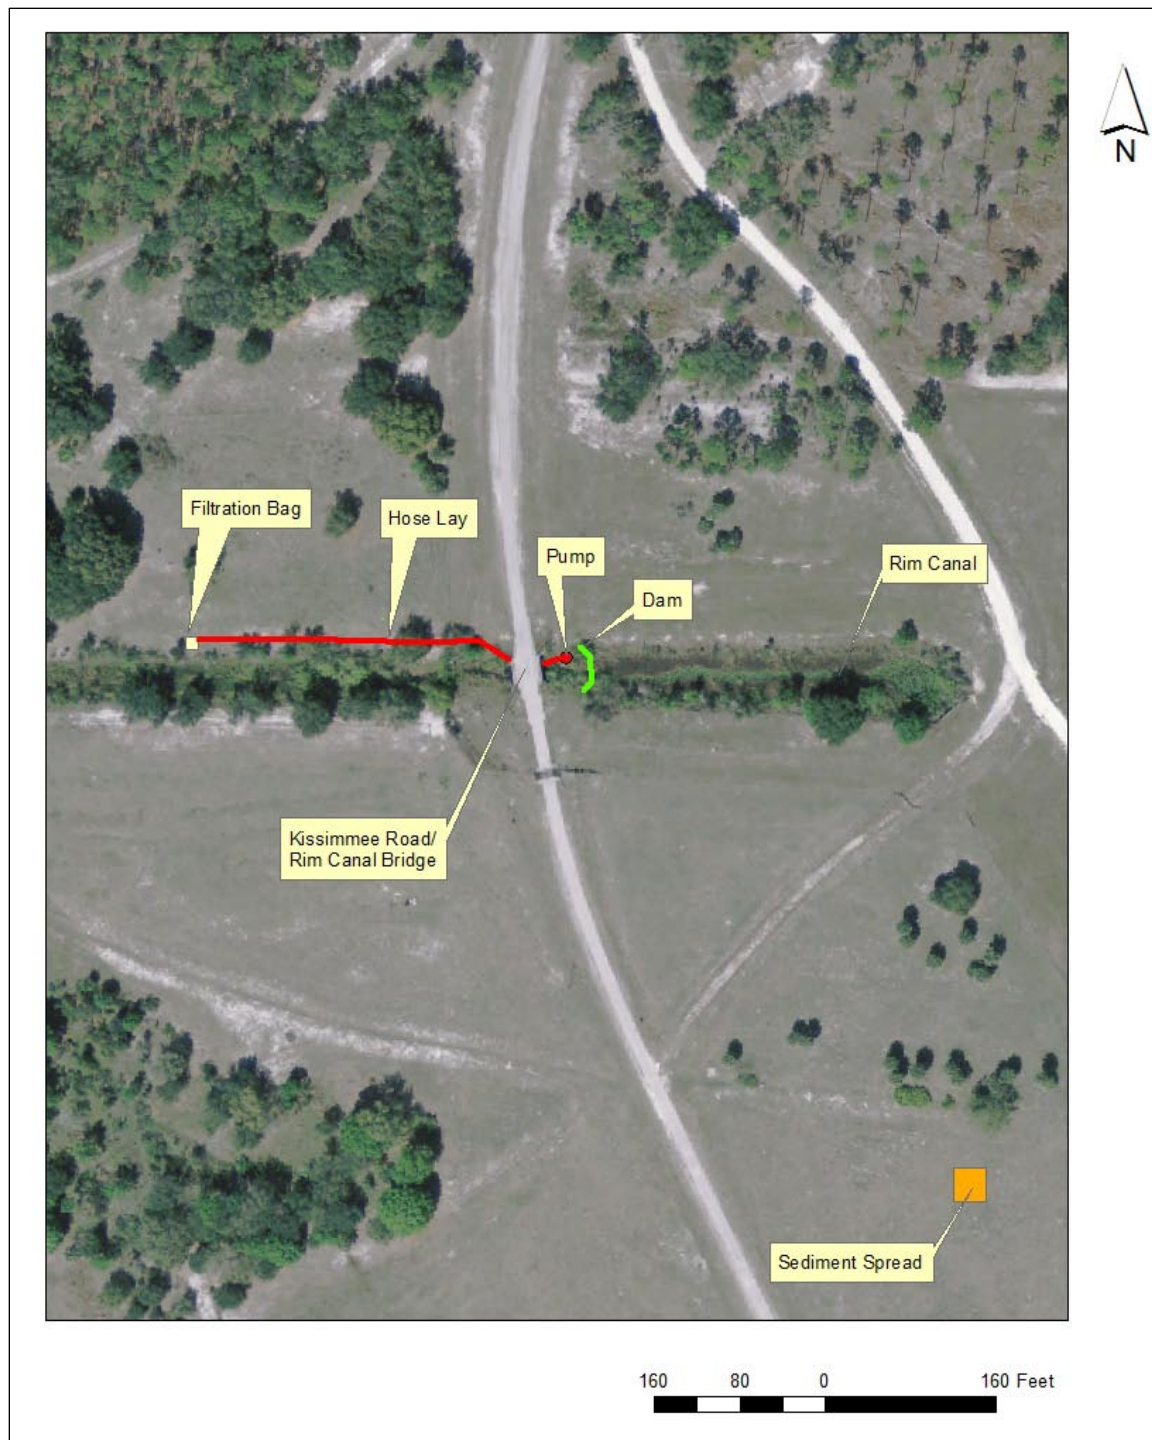 N
Filtration Bag
Hose Lay
Pump
Rim Canal
Dam
Kissimmee Road/
Rim Canal Bridge
Sediment Spread
160 80 0 160 Feet